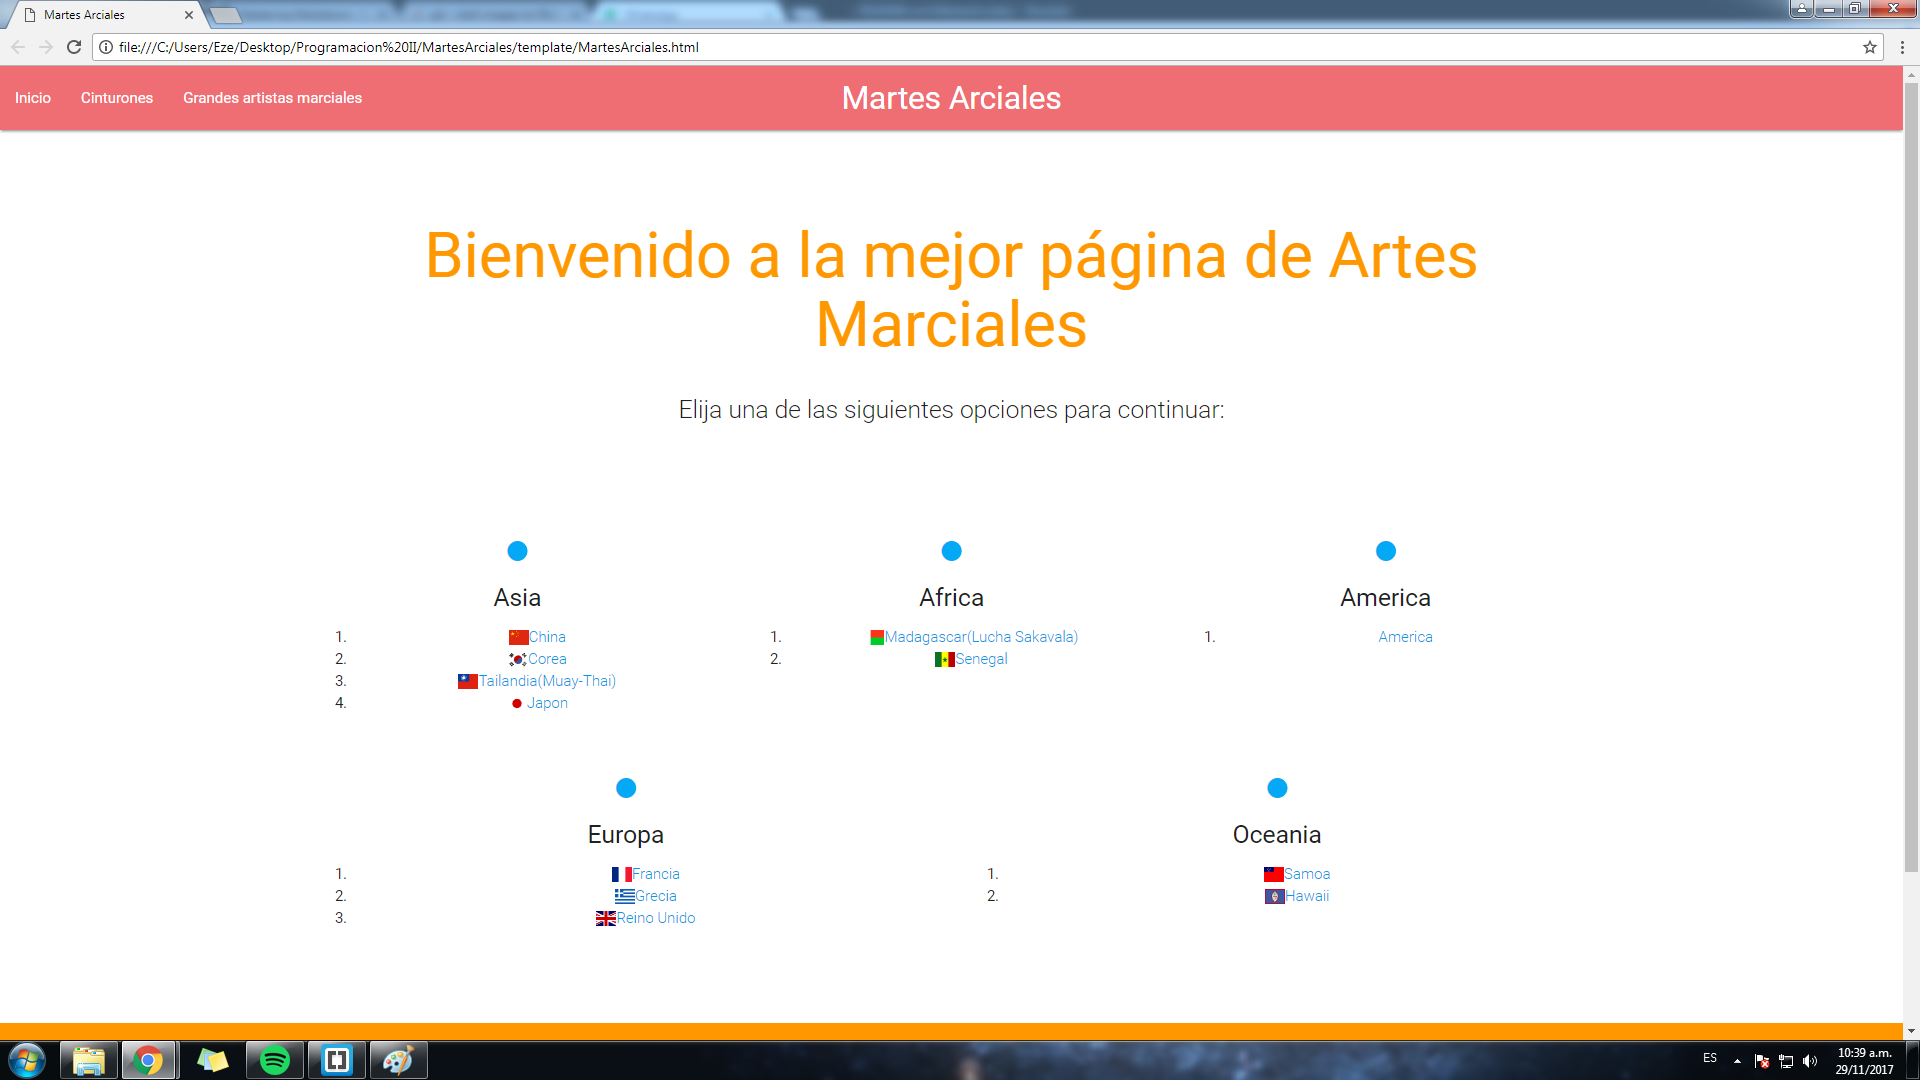 Martes Arciales
file:///C:/Users/Eze/Desktop/Programacion%20II/MartesArciales/template/MartesArciales.html
Inicio Cinturones Grandes artistas marciales Martes Arciales
Bienvenido a la mejor página de Artes
Marciales
Elija una de las siguientes opciones para continuar:
Asia
1. China
2. Corea
3. Tailandia(Muay-Thai)
4. Japon
Africa
1. Madagascar(Lucha Sakavala)
2. Senegal
America
1. America
Europa
1. Francia
2. Grecia
3. Reino Unido
Oceania
1. Samoa
2. Hawaii
ES
10:39 a.m.
29/11/2017